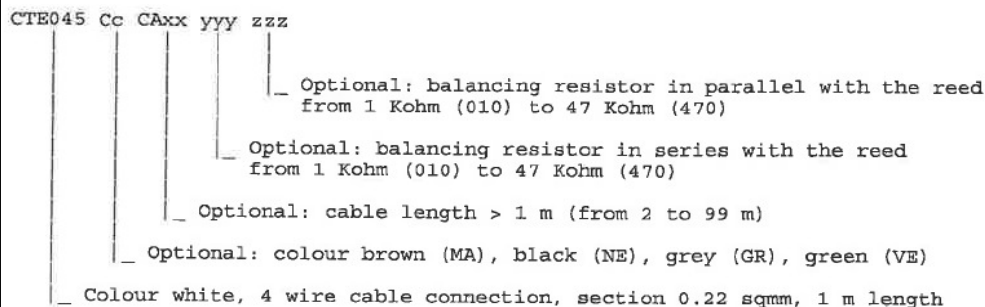 CTE045 Cc CAxx yyy zzz
Optional: balancing resistor in parallel with the reed
from 1 Kohm (010) to 47 Kohm (470)
Optional: balancing resistor in series with the reed
from 1 Kohm (010) to 47 Kohm (470)
Optional: cable length > 1 m (from 2 to 99 m)
Optional: colour brown (MA), black (NE), grey (GR), green (VE)
Colour white, 4 wire cable connection, section 0.22 sqmm, 1 m length